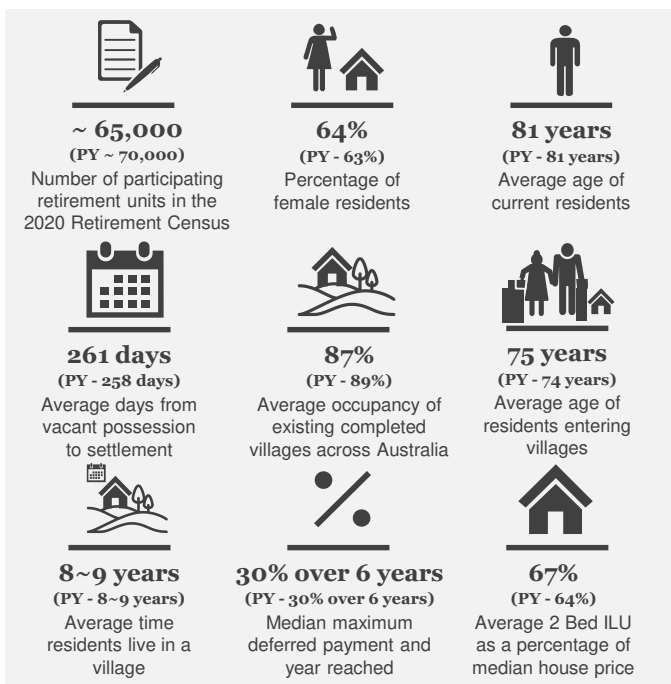 ~ 65,000
(PY ~ 70,000)
Number of participating
retirement units in the
2020 Retirement Census
64%
(PY - 63%)
Percentage of
female residents
81 years
(PY - 81 years)
Average age of
current residents
261 days
(PY - 258 days)
Average days from
vacant possession
to settlement
87%
(PY - 89%)
Average occupancy of
existing completed
villages across Australia
75 years
(PY - 74 years)
Average age of
residents entering
villages
8~9 years
(PY - 8~9 years)
Average time
residents live in a
village
30% over 6 years
(PY - 30% over 6 years)
Median maximum
deferred payment and
year reached
67%
(PY - 64%)
Average 2 Bed ILU
as a percentage of
median house price